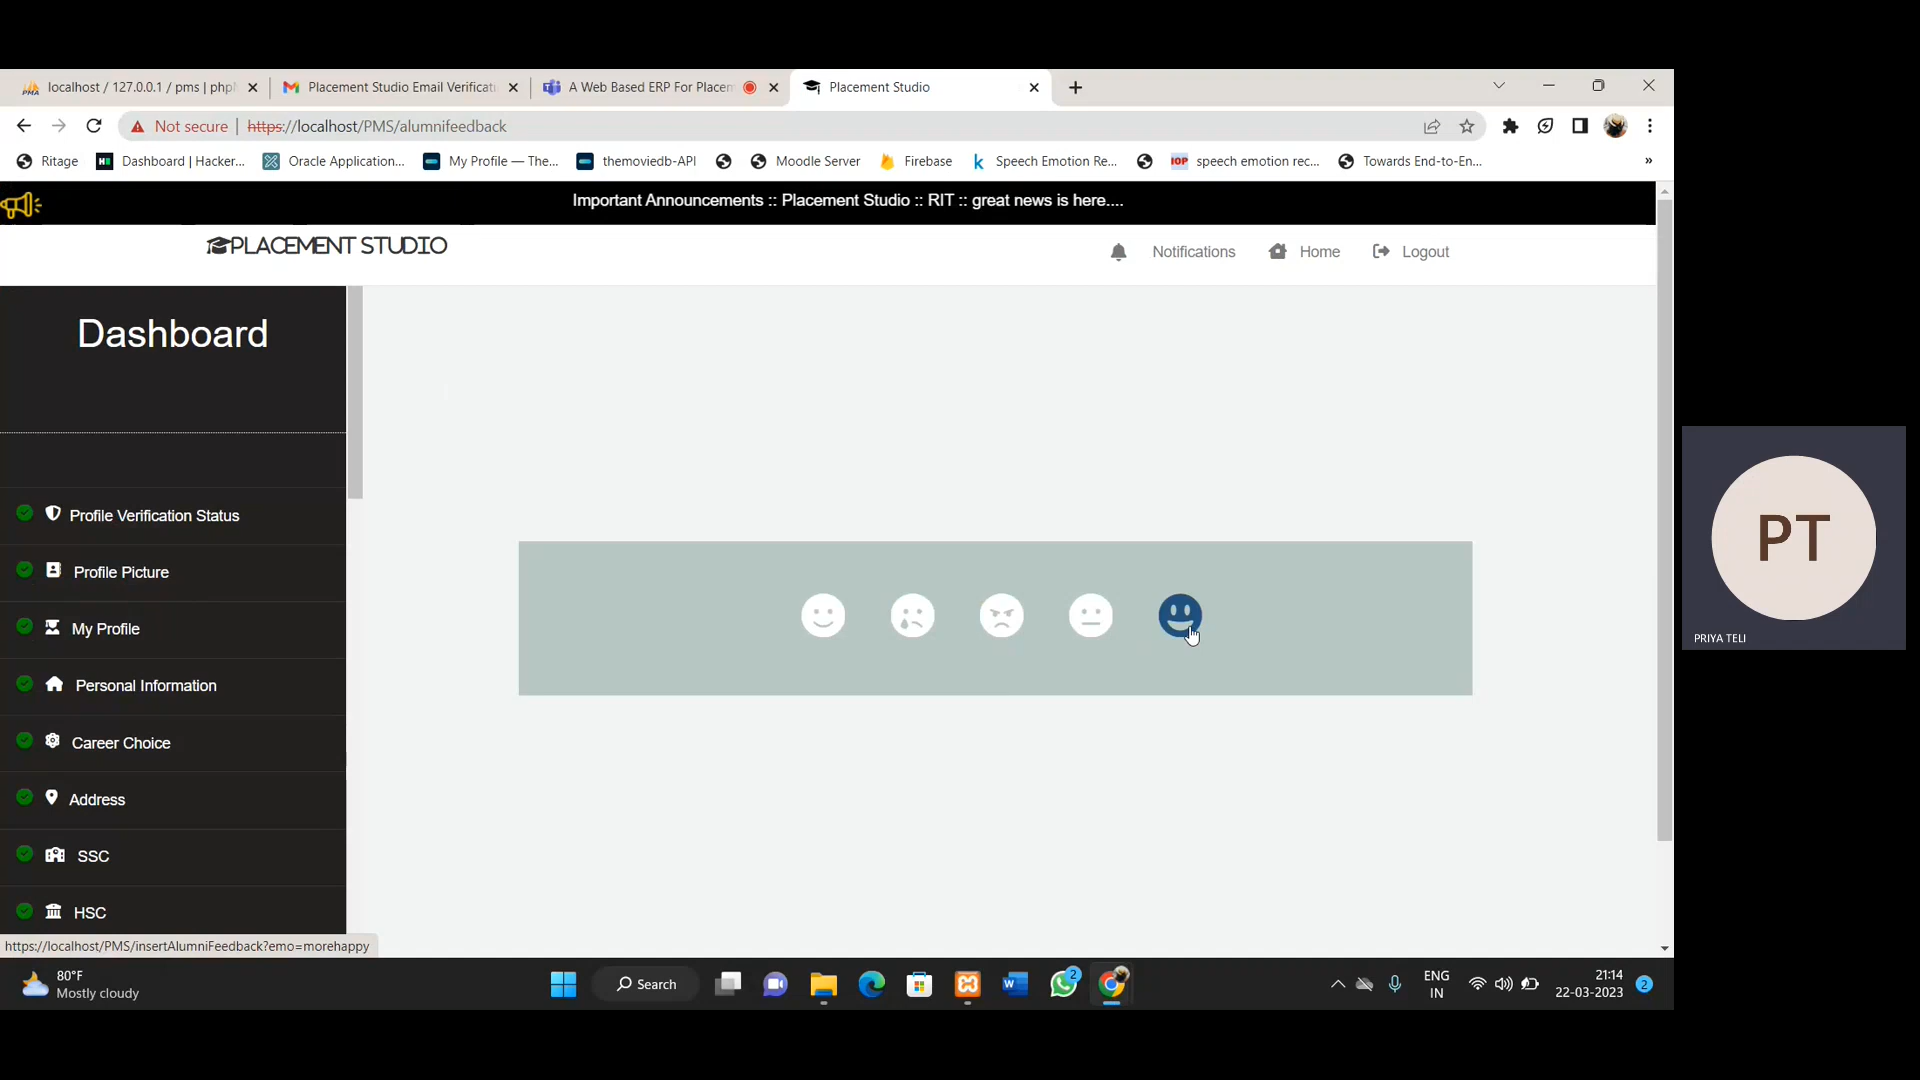 localhost / 127.0.0.1 / pms | php
Placement Studio Email Verificati
A Web Based ERP For Placem
Placement Studio
Not secure | https://localhost/PMS/alumnifeedback
Ritage
Dashboard | Hacker...
Oracle Application...
My Profile — The...
themoviedb-API
Moodle Server
Firebase
Speech Emotion Re...
IOP speech emotion rec...
Towards End-to-En...
»
Important Announcements :: Placement Studio :: RIT :: great news is here....
PLACEMENT STUDIO
Notifications
Home
Logout
Dashboard
Profile Verification Status
Profile Picture
My Profile
Personal Information
Career Choice
Address
SSC
HSC
https://localhost/PMS/insertAlumniFeedback?emo=morehappy
PT
PRIYA TELI
80°F
Mostly cloudy
Search
2
ENG
IN
21:14
22-03-2023
2